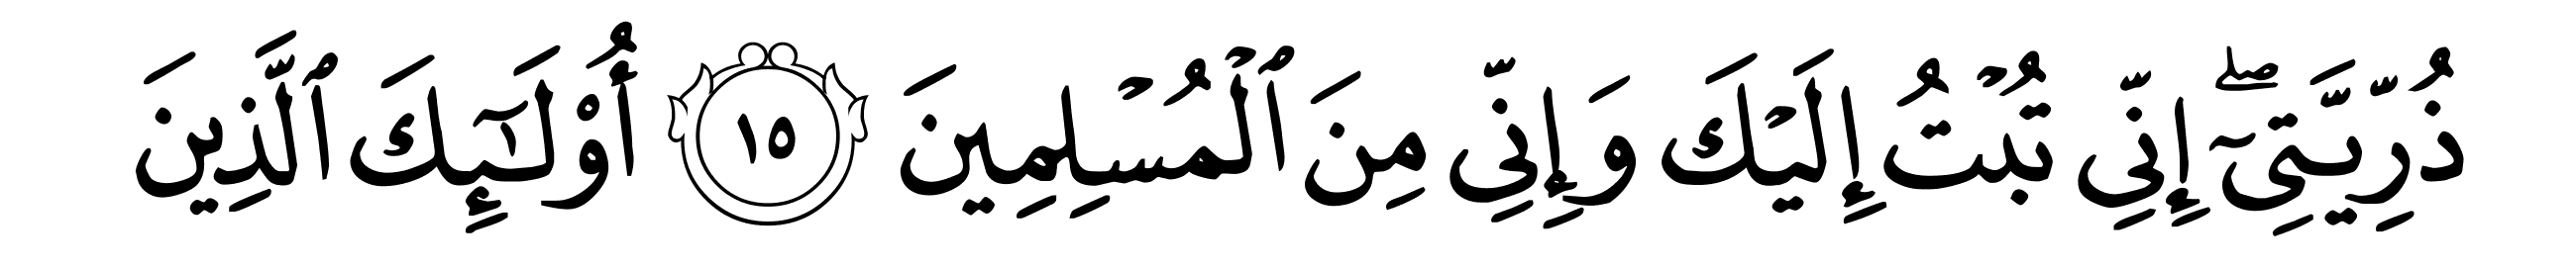 ذُرِّيَّتِيٓۖ إِنِّي تُبۡتُ إِلَيۡكَ وَإِنِّي مِنَ ٱلۡمُسۡلِمِينَ ١٥ أُوْلَٰٓئِكَ ٱلَّذِينَ